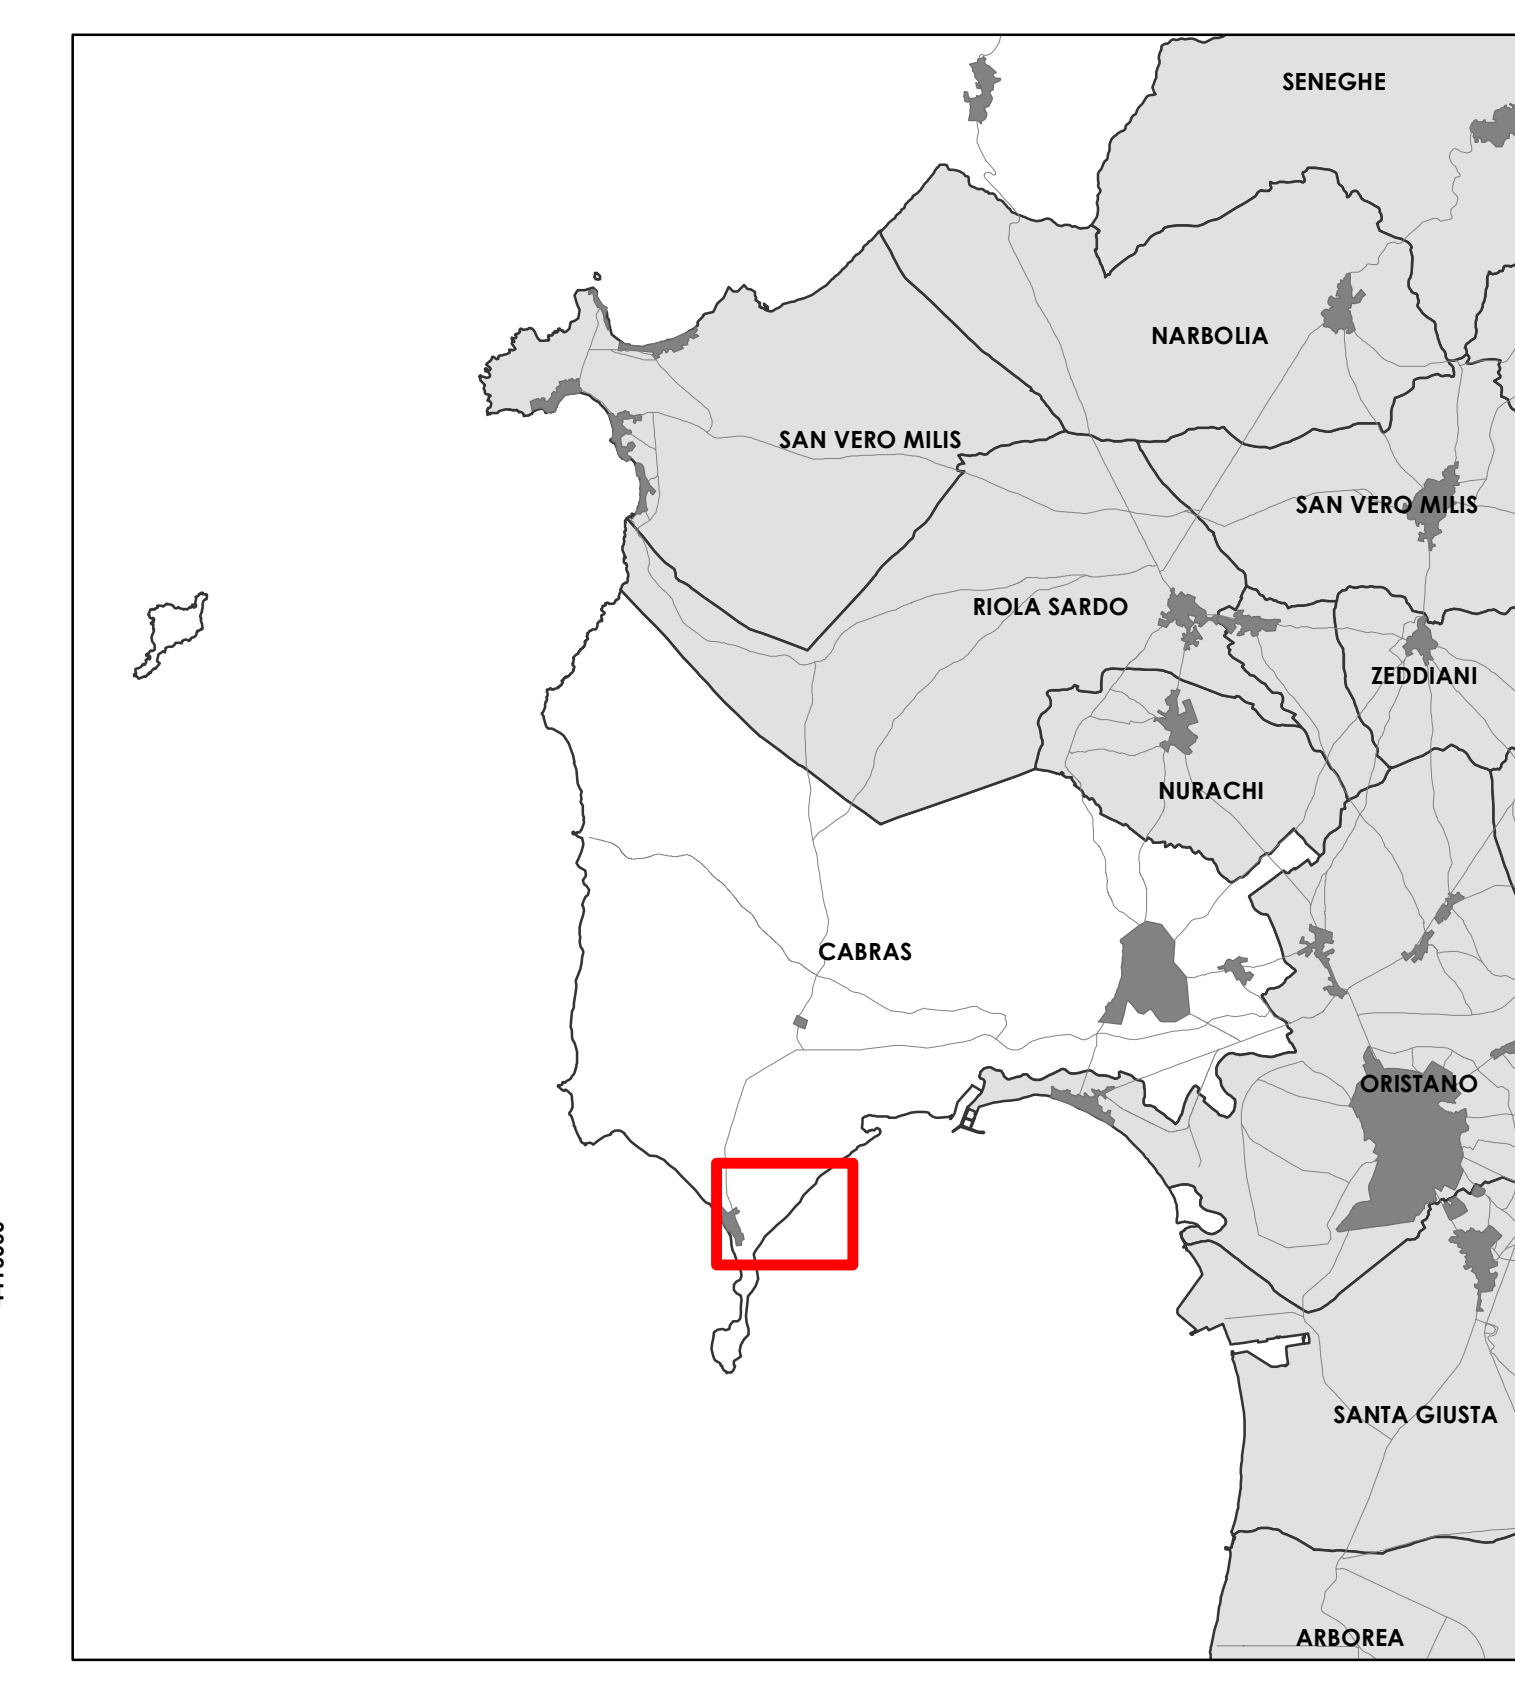 SENEGHE
NARBOLIA
SAN VERO MILIS
SAN VERO MILIS
RIOLA SARDO
ZEDDIANI
NURACHI
CABRAS
ORISTANO
SANTA GIUSTA
ARBOREA